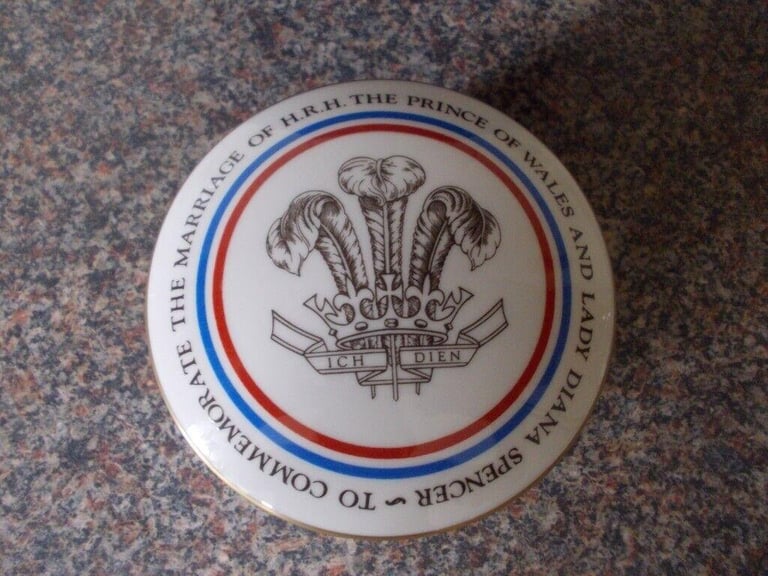 TO COMMEMORATE THE MARRIAGE OF H.R.H. THE PRINCE OF WALES AND LADY DIANA SPENCER ~
ICH DIEN